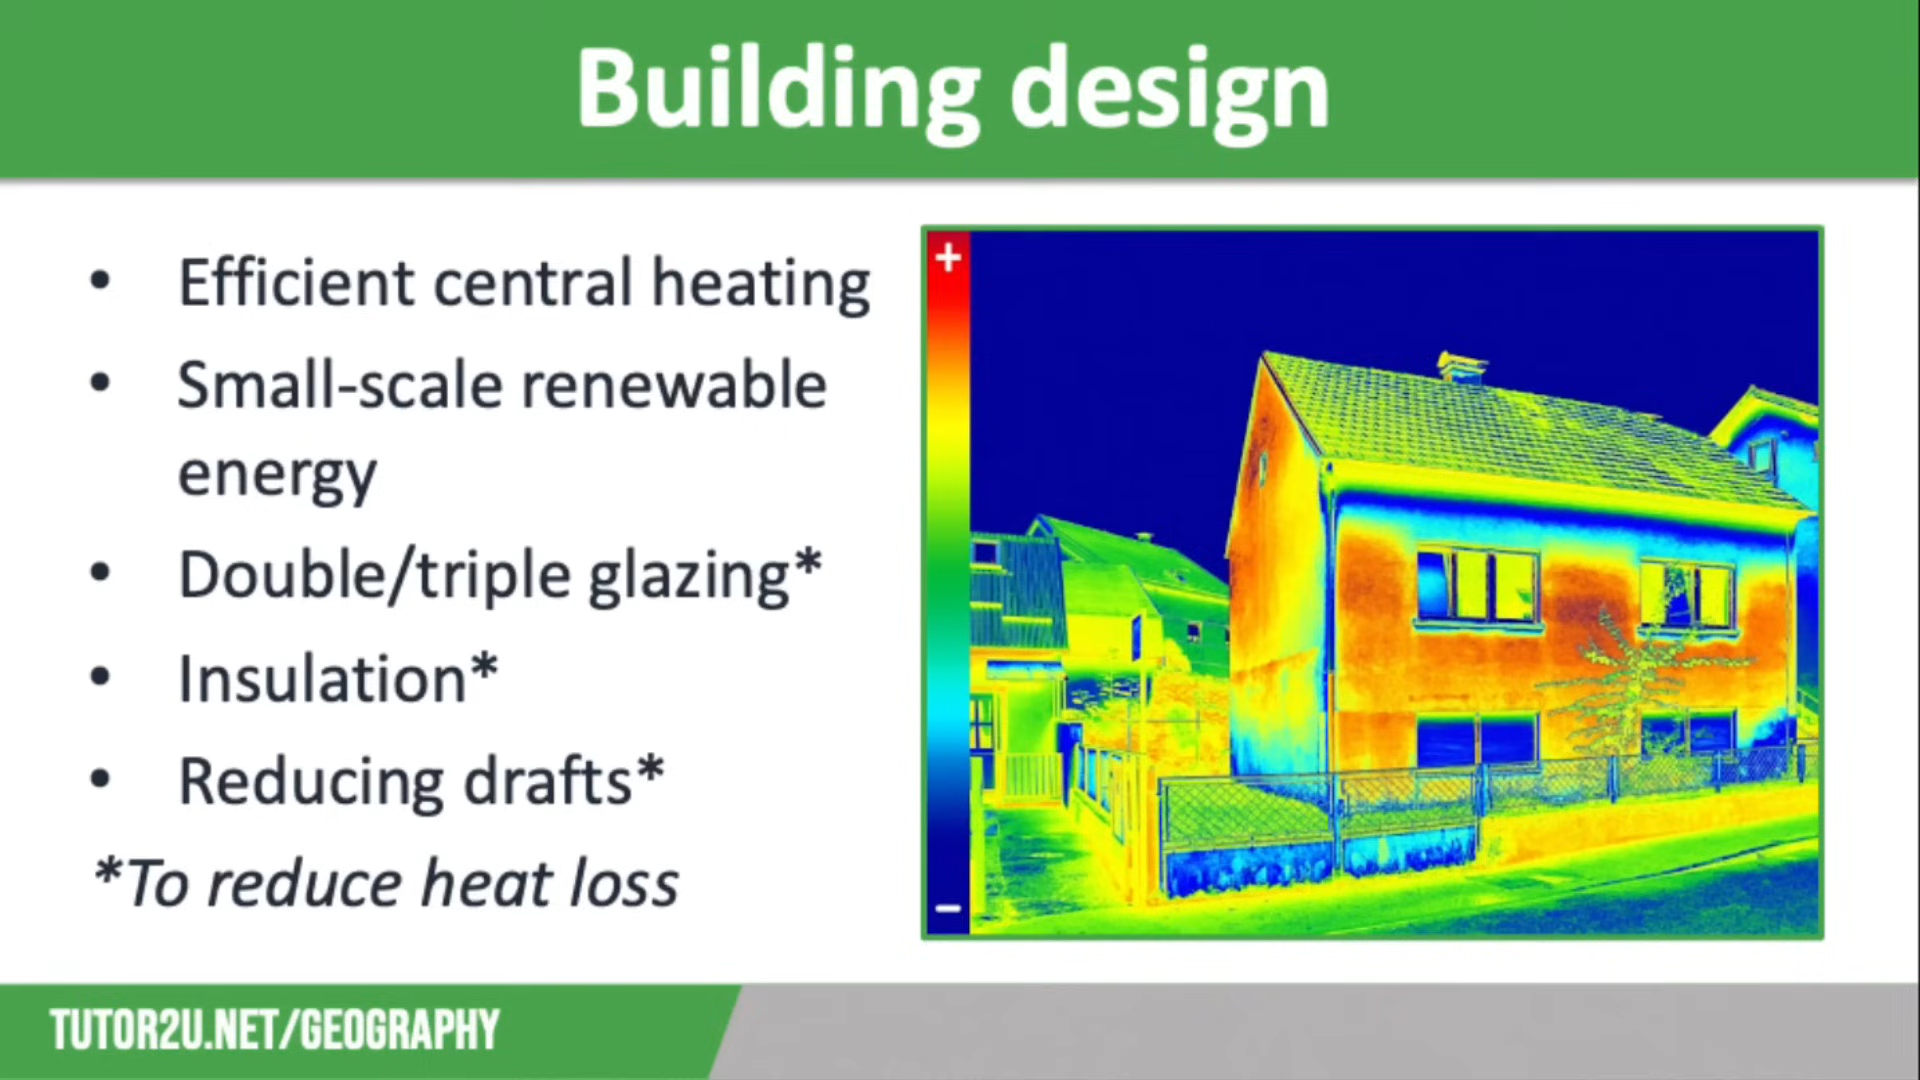 Building design
• Efficient central heating
• Small-scale renewable
energy
• Double/triple glazing*
• Insulation*
• Reducing drafts*
*To reduce heat loss
+
−
TUTOR2U.NET/GEOGRAPHY